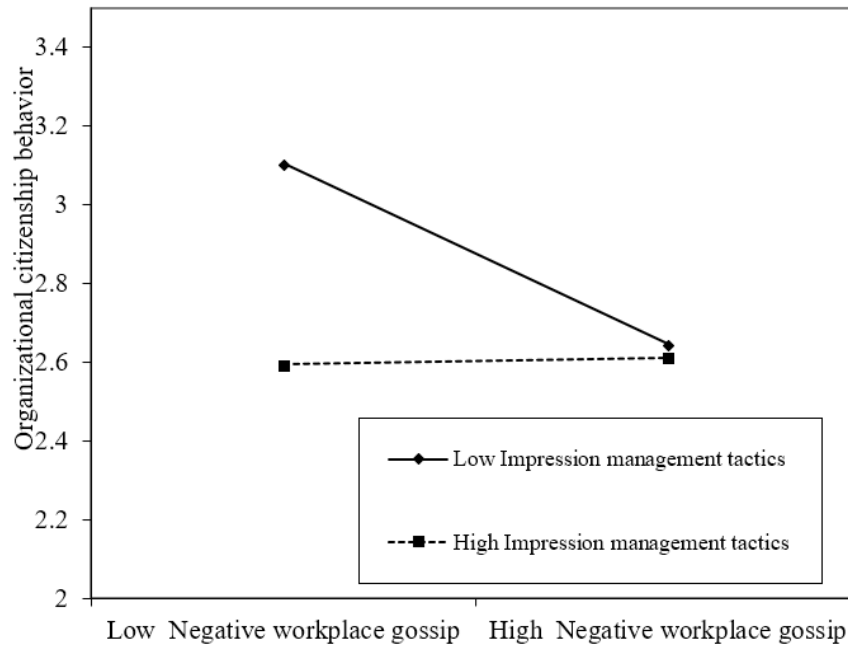 3.4
3.2
3
2.8
2.6
2.4
2.2
2
Organizational citizenship behavior
Low Impression management tactics
High Impression management tactics
Low Negative workplace gossip
High Negative workplace gossip